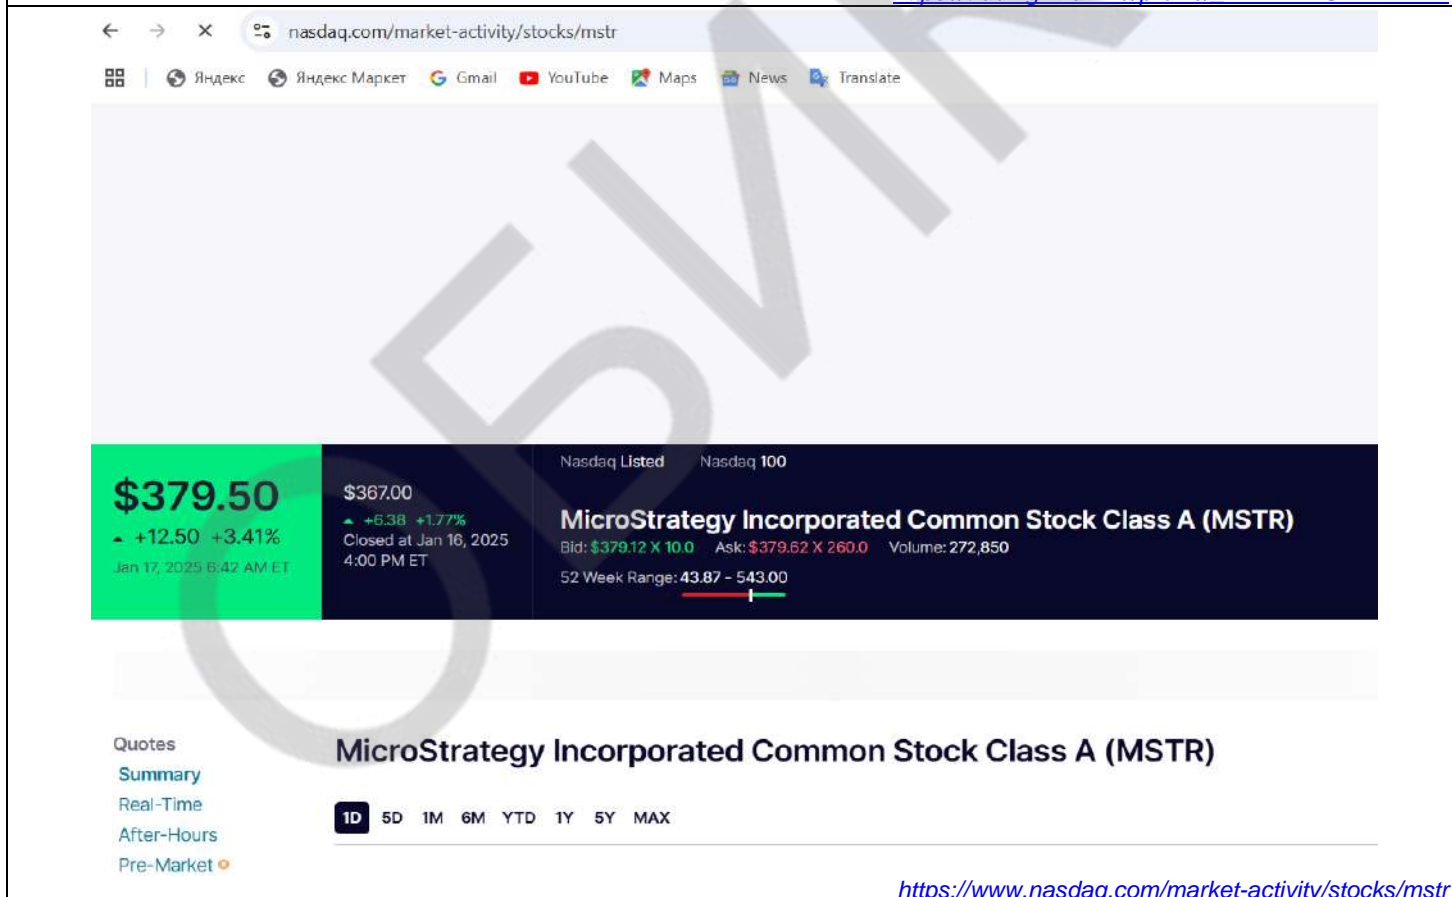 nasdaq.com/market-activity/stocks/mstr
Яндекс Яндекс Маркет Gmail YouTube Maps News Translate
$379.50
+12.50 +3.41%
Jan 17, 2025 6:42 AM ET
$367.00
+6.38 +1.77%
Closed at Jan 16, 2025
4:00 PM ET
Nasdaq Listed Nasdaq 100
MicroStrategy Incorporated Common Stock Class A (MSTR)
Bid: $379.12 X 10.0 Ask: $379.62 X 260.0 Volume: 272,850
52 Week Range: 43.87 - 543.00
Quotes
Summary
Real-Time
After-Hours
Pre-Market
MicroStrategy Incorporated Common Stock Class A (MSTR)
1D 5D 1M 6M YTD 1Y 5Y MAX
https://www.nasdaq.com/market-activity/stocks/mstr